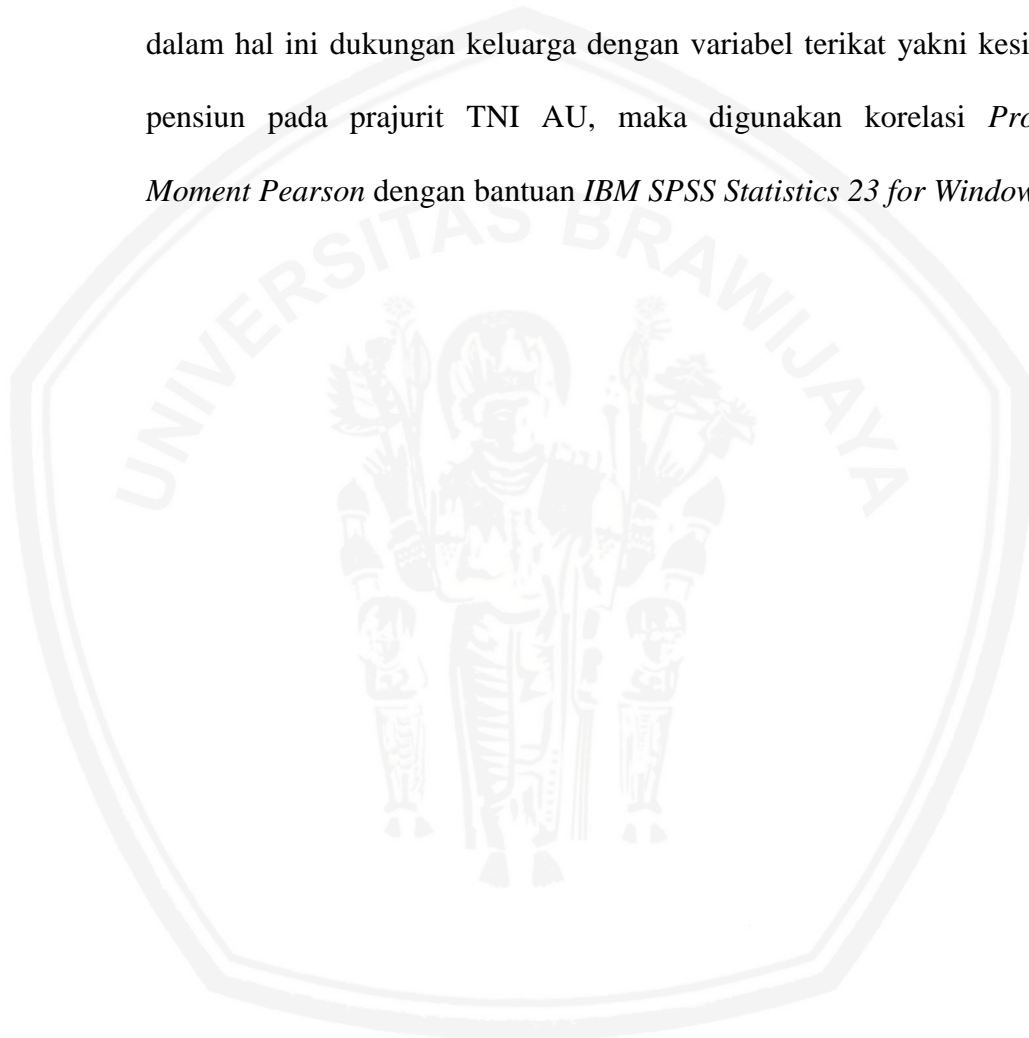 dalam hal ini dukungan keluarga dengan variabel terikat yakni
pensiun pada prajurit TNI AU, maka digunakan korelasi
Moment Pearson dengan bantuan IBM SPSS Statistics 23 for
UNIVERSITAS BRAWIJAYA